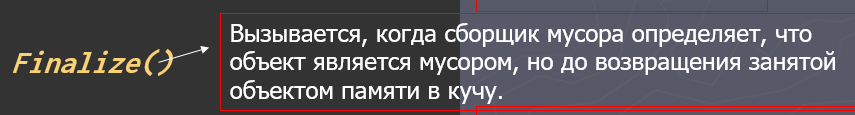 Вызывается, когда сборщик мусора определяет, что
Finalize() объект является мусором, но до возвращения занятой
объектом памяти в кучу.